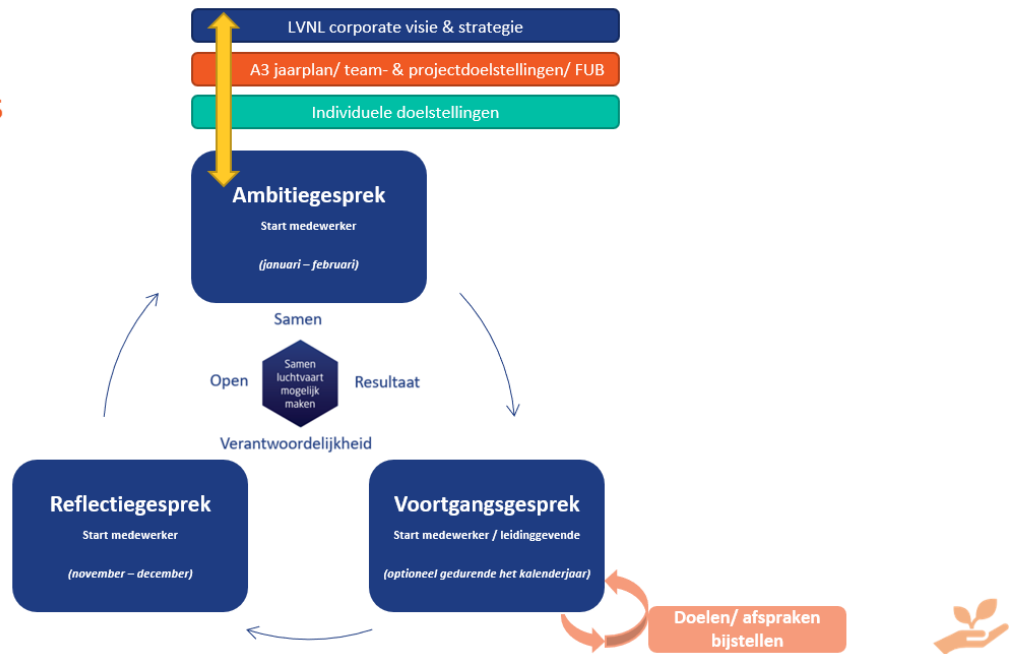 LVNL corporate visie & strategie
A3 jaarplan/ team- & projectdoelstellingen/ FUB
s
Individuele doelstellingen
Ambitiegesprek
Start medewerker
(januari – februari)
Samen
Samen
luchtvaart
mogelijk
maken
Open
Resultaat
Verantwoordelijkheid
Reflectiegesprek
Start medewerker
(november – december)
Voortgangsgesprek
Start medewerker / leidinggevende
(optioneel gedurende het kalenderjaar)
Doelen/ afspraken
bijstellen